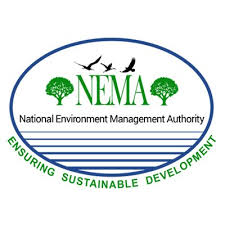 NEMA
National Environment Management Authority
ENSURING SUSTAINABLE DEVELOPMENT